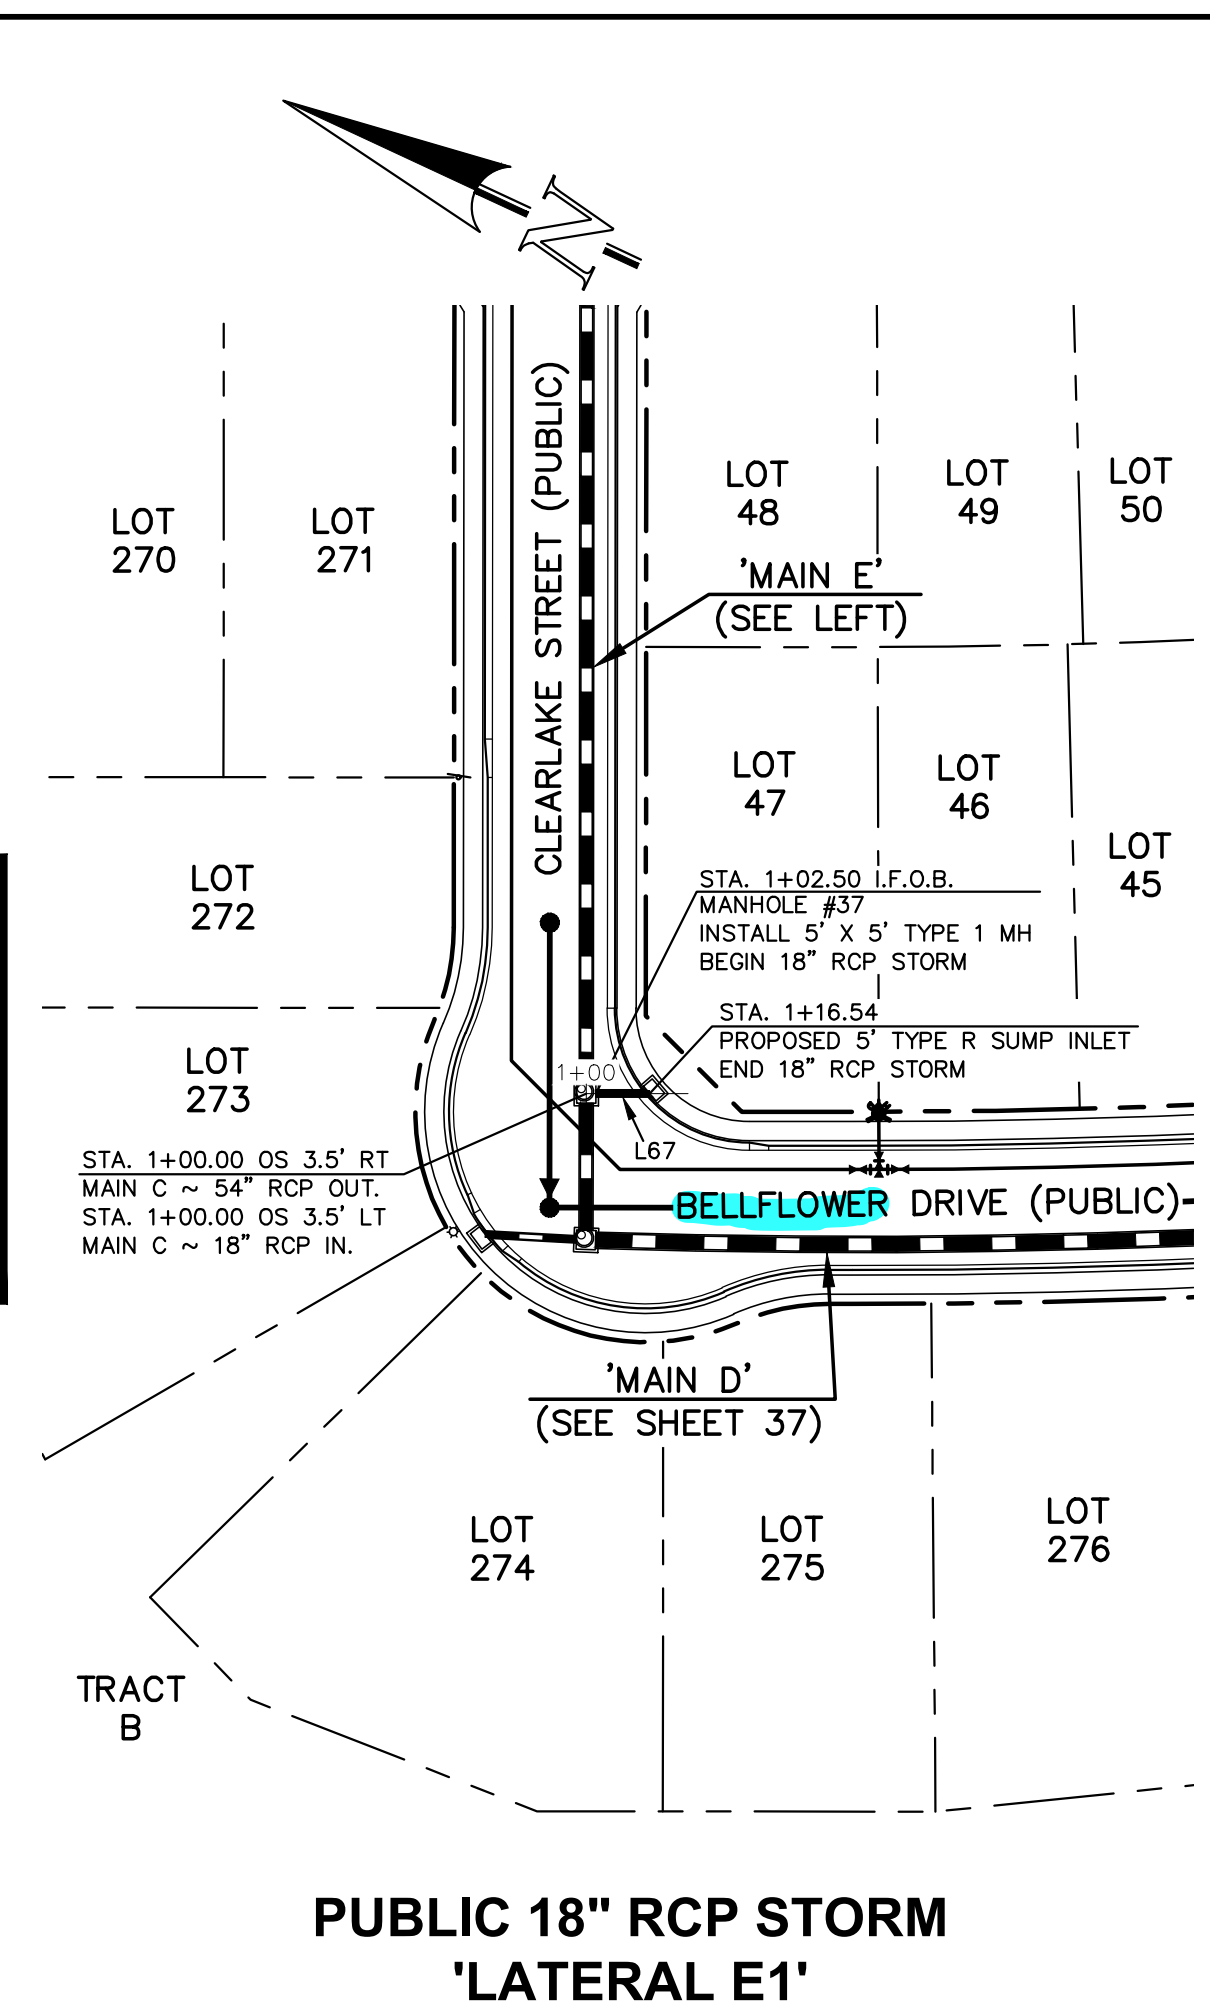 N
CLEARLAKE STREET (PUBLIC)
LOT
48
LOT
49
LOT
50
LOT
270
LOT
271
'MAIN E'
(SEE LEFT)
LOT
47
LOT
46
LOT
45
LOT
272
STA. 1+02.50 I.F.O.B.
MANHOLE #37
INSTALL 5' X 5' TYPE 1 MH
BEGIN 18" RCP STORM
STA. 1+16.54
PROPOSED 5' TYPE R SUMP INLET
END 18" RCP STORM
LOT
273
1+00
L67
STA. 1+00.00 OS 3.5' RT
MAIN C ~ 54" RCP OUT.
STA. 1+00.00 OS 3.5' LT
MAIN C ~ 18" RCP IN.
BELLFLOWER DRIVE (PUBLIC)
'MAIN D'
(SEE SHEET 37)
LOT
274
LOT
275
LOT
276
TRACT
B
PUBLIC 18" RCP STORM
'LATERAL E1'